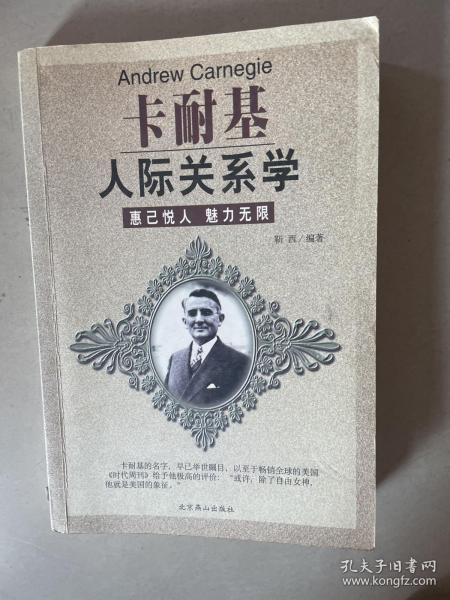 Andrew Carnegie
卡耐基
人际关系学
惠己悦人 魅力无限
靳西/编著
卡耐基的名字，早已举世瞩目，以至于畅销全球的美国
《时代周刊》给予他极高的评价：“或许，除了自由女神，
他就是美国的象征。”
北京燕山出版社
孔夫子旧书网
www.kongfz.com